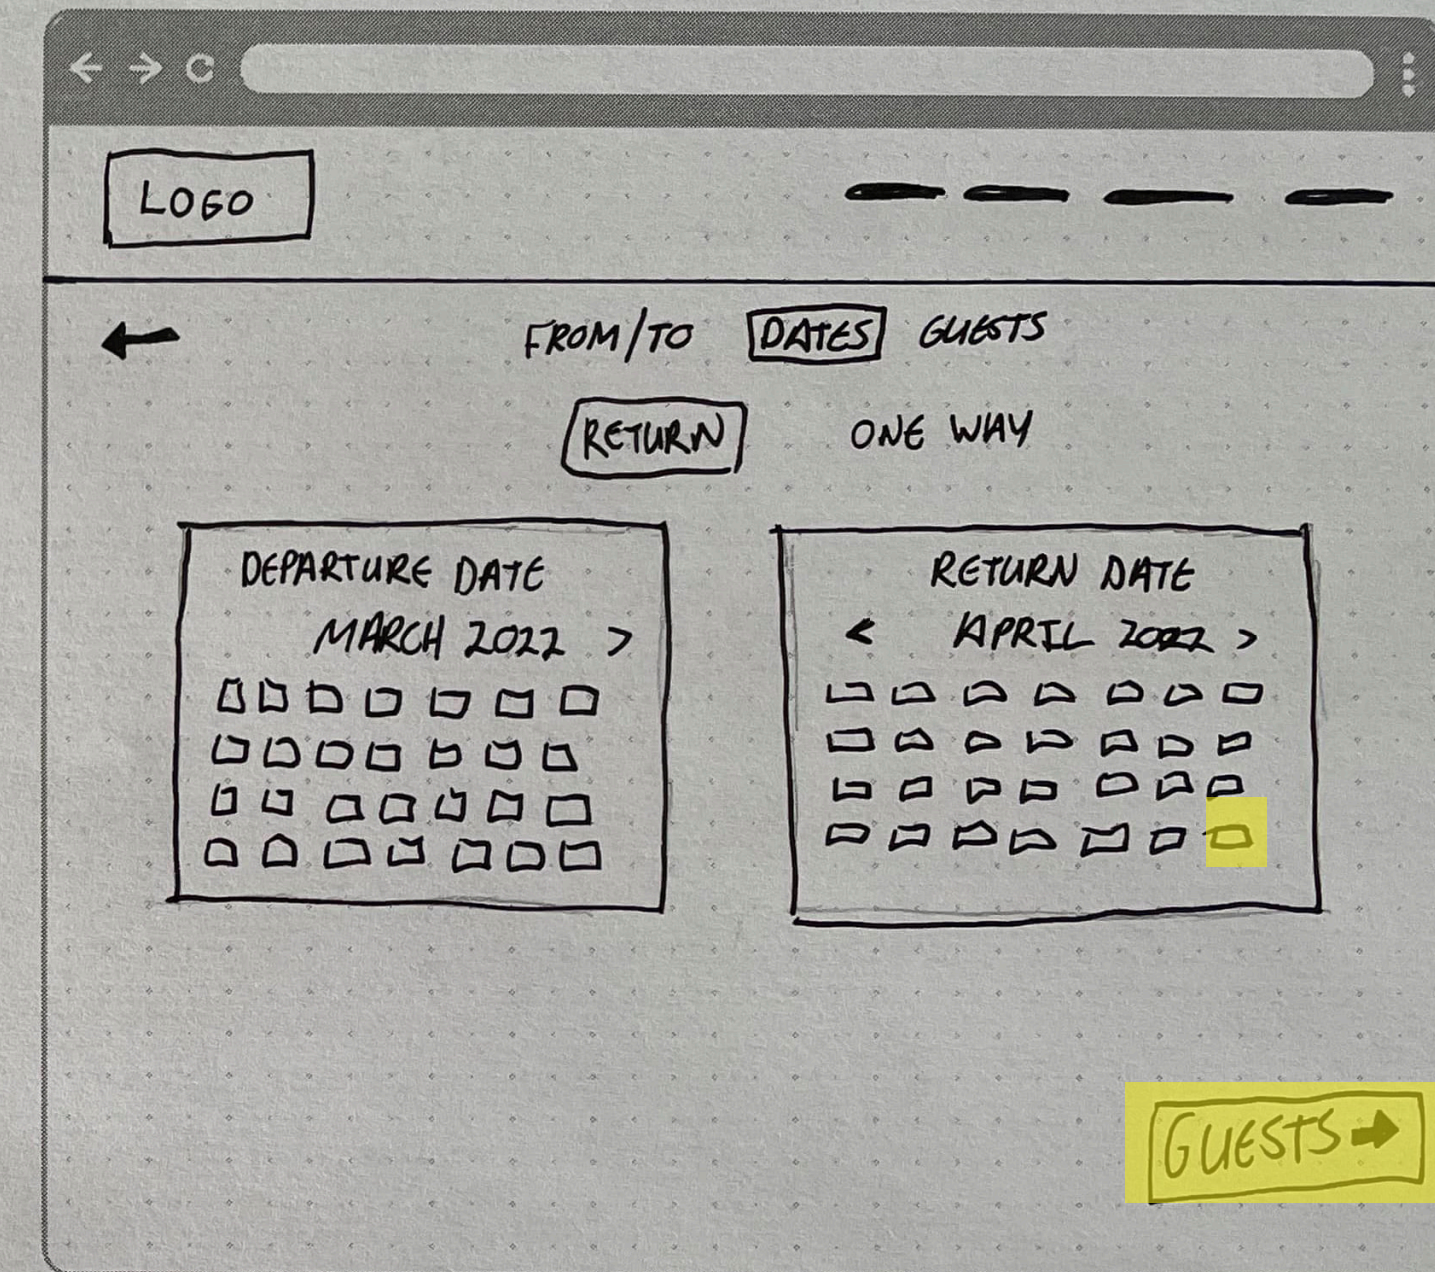 LOGO
FROM/TO DATES GUESTS
RETURN ONE WAY
DEPARTURE DATE
MARCH 2022 >
RETURN DATE
< APRIL 2022 >
GUESTS →